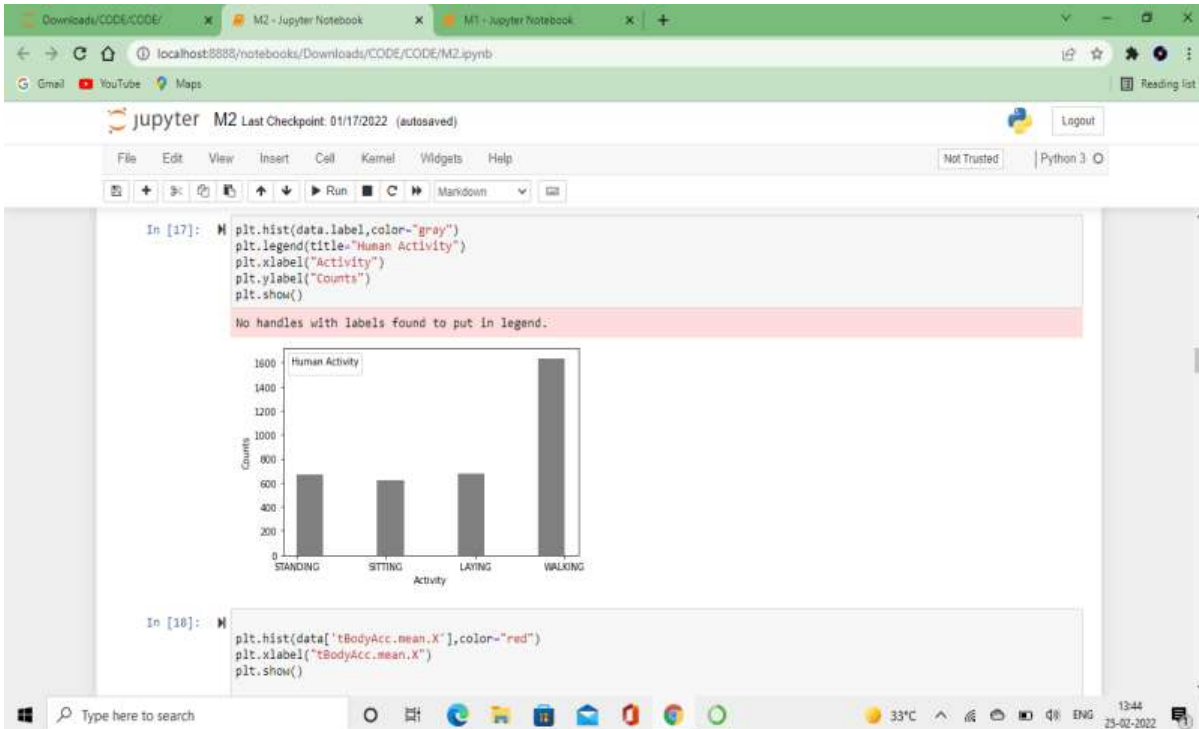 Downloads/CODE/CODE/
M2 - Jupyter Notebook
M1 - Jupyter Notebook
localhost:8888/notebooks/Downloads/CODE/CODE/M2.ipynb
Gmail
YouTube
Maps
Reading list
jupyter M2 Last Checkpoint: 01/17/2022 (autosaved)
Logout
File Edit View Insert Cell Kernel Widgets Help
Not Trusted
Python 3
Run
Markdown
In [17]:
plt.hist(data.label,color="gray")
plt.legend(title="Human Activity")
plt.xlabel("Activity")
plt.ylabel("Counts")
plt.show()
No handles with labels found to put in legend.
Human Activity
1600
1400
1200
1000
800
600
400
200
0
Counts
STANDING SITTING LAYING WALKING
Activity
In [18]:
plt.hist(data['tBodyAcc.mean.X'],color="red")
plt.xlabel("tBodyAcc.mean.X")
plt.show()
Type here to search
33°C
ENG
13:44
23-02-2022